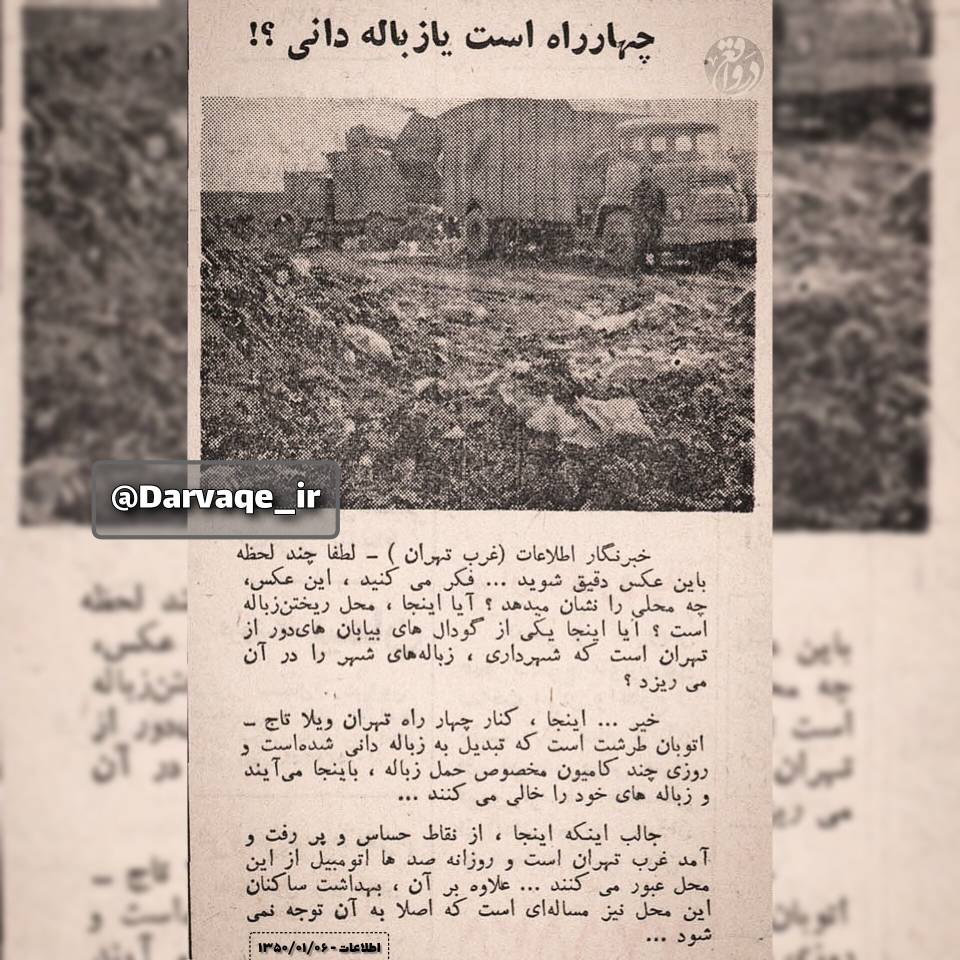 چهارراه است یازباله دانی ؟!
@Darvaqe_ir
خبرنگار اطلاعات (غرب تهران ) ــ لطفا چند لحظه
باین عکس دقیق شوید ... فکر می کنید ، این عکس،
چه محلی را نشان میدهد ؟ آیا اینجا ، محل ریختن‌زباله
است ؟ آیا اینجا یکی از گودال های بیابان های‌دور از
تهران است که شهرداری ، زباله‌های شهر را در آن
می ریزد ؟
خیر ... اینجا ، کنار چهار راه تهران ویلا تاج ــ
اتوبان طرشت است که تبدیل به زباله دانی شده‌است و
روزی چند کامیون مخصوص حمل زباله ، باینجا می‌آیند
و زباله های خود را خالی می کنند ...
جالب اینکه اینجا ، از نقاط حساس و پر رفت و
آمد غرب تهران است و روزانه صد ها اتومبیل از این
محل عبور می کنند ... علاوه بر آن ، بهداشت ساکنان
این محل نیز مساله‌ای است که اصلا به آن توجه نمی
شود ...
اطلاعات - ۱۳۵۰/۰۱/۰۶